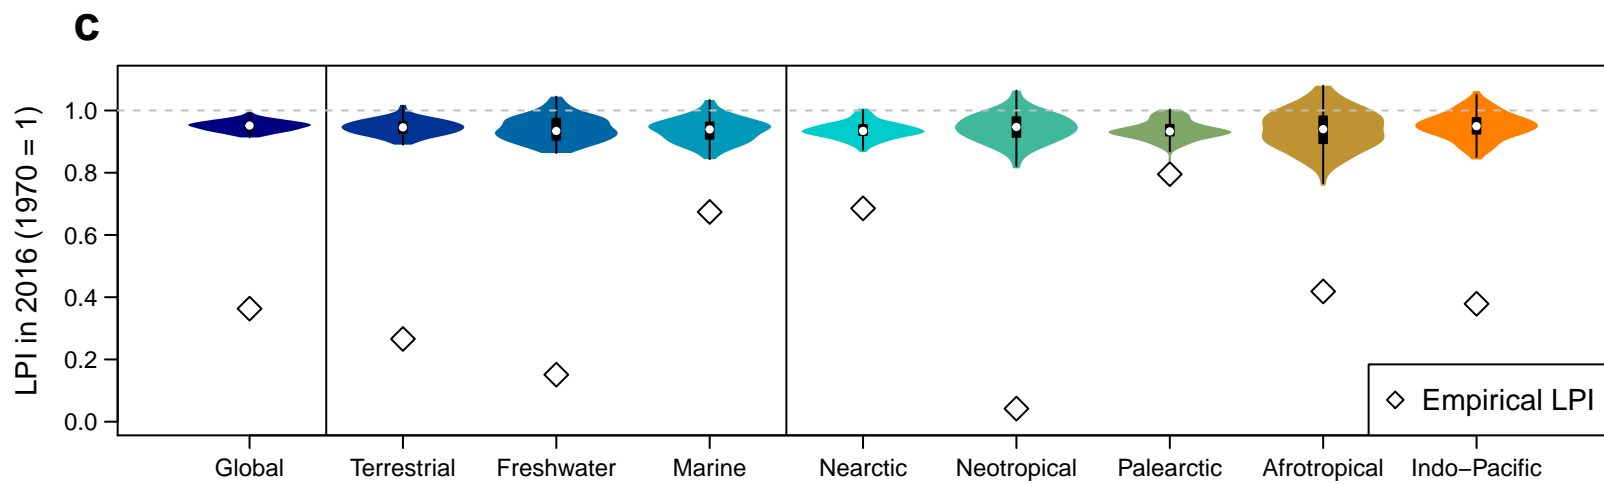 c
LPI in 2016 (1970 = 1)
1.0
0.8
0.6
0.4
0.2
0.0
Empirical LPI
Global Terrestrial Freshwater Marine Nearctic Neotropical Palearctic Afrotropical Indo−Pacific